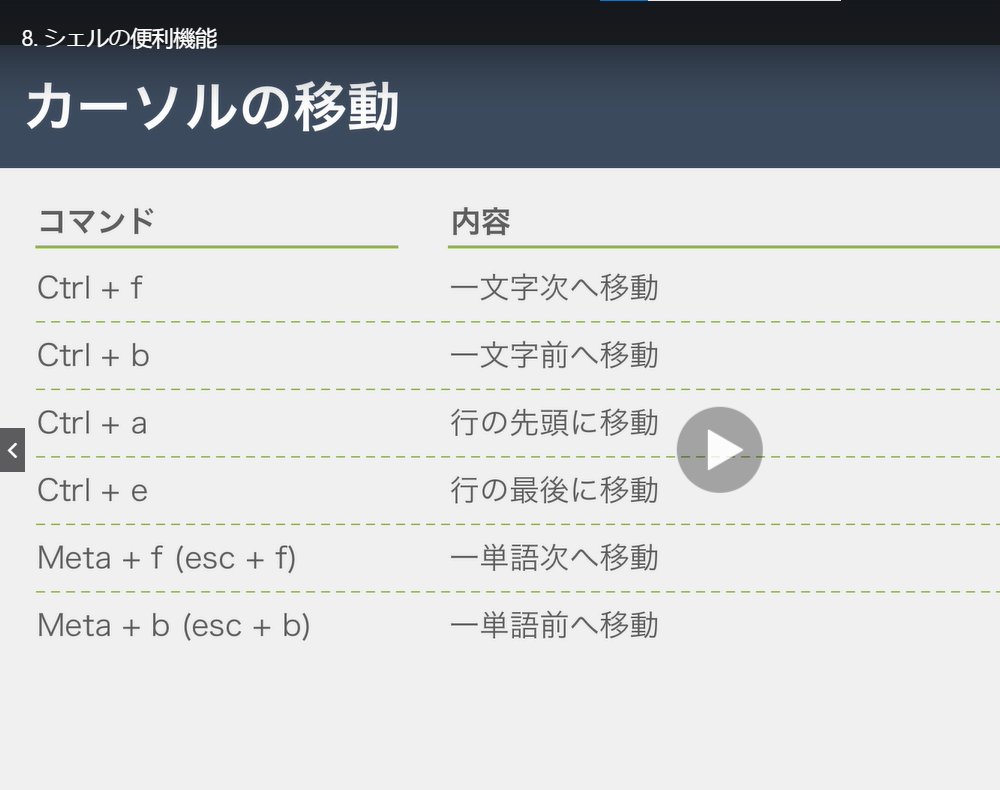 8. シェルの便利機能
カーソルの移動
コマンド 内容
Ctrl + f 一文字次へ移動
Ctrl + b 一文字前へ移動
Ctrl + a 行の先頭に移動
Ctrl + e 行の最後に移動
Meta + f (esc + f) 一単語次へ移動
Meta + b (esc + b) 一単語前へ移動